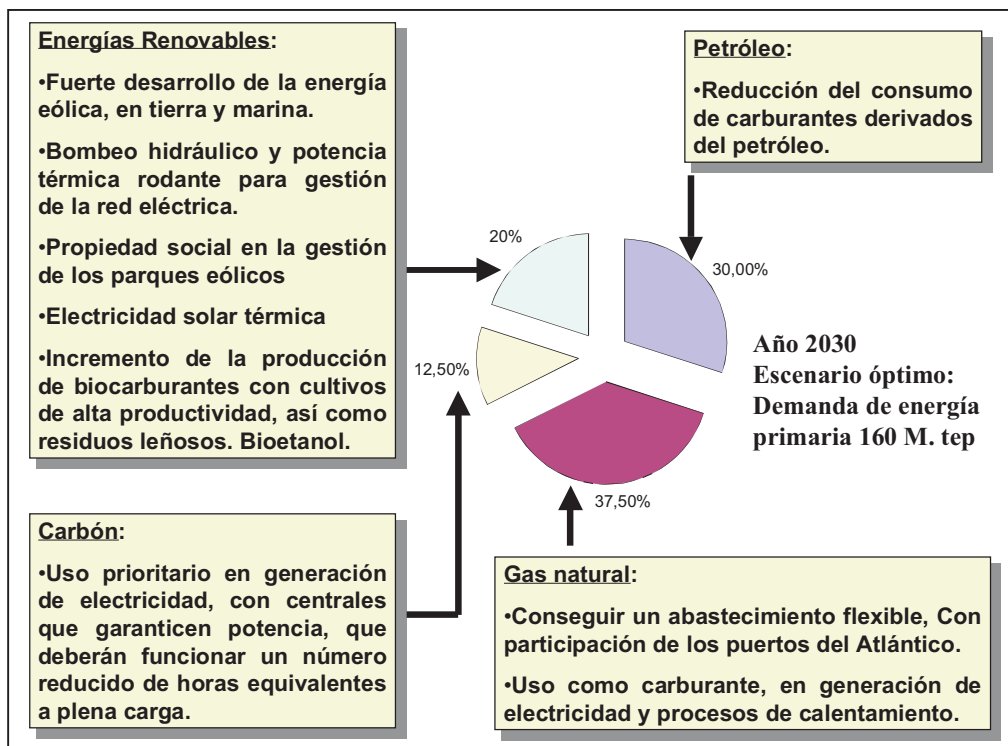 Energías Renovables:
•Fuerte desarrollo de la energía
eólica, en tierra y marina.
•Bombeo hidráulico y potencia
térmica rodante para gestión
de la red eléctrica.
•Propiedad social en la gestión
de los parques eólicos
•Electricidad solar térmica
•Incremento de la producción
de biocarburantes con cultivos
de alta productividad, así como
residuos leñosos. Bioetanol.
Petróleo:
•Reducción del consumo
de carburantes derivados
del petróleo.
20%
30,00%
12,50%
37,50%
Año 2030
Escenario óptimo:
Demanda de energía
primaria 160 M. tep
Carbón:
•Uso prioritario en generación
de electricidad, con centrales
que garanticen potencia, que
deberán funcionar un número
reducido de horas equivalentes
a plena carga.
Gas natural:
•Conseguir un abastecimiento flexible, Con
participación de los puertos del Atlántico.
•Uso como carburante, en generación de
electricidad y procesos de calentamiento.